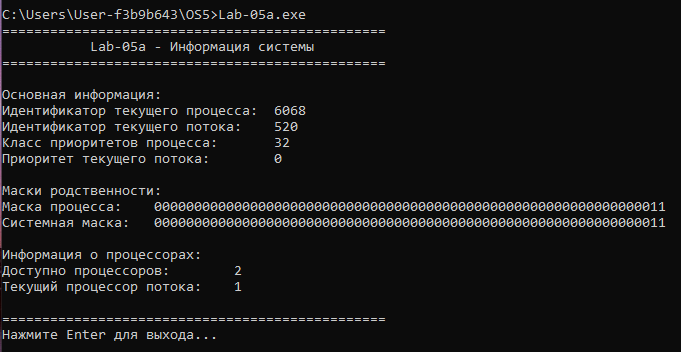 C:\Users\User-f3b9b643\OS5>Lab-05a.exe
================================================
Lab-05a - Информация системы
================================================
Основная информация:
Идентификатор текущего процесса: 6068
Идентификатор текущего потока: 520
Класс приоритетов процесса: 32
Приоритет текущего потока: 0
Маски родственности:
Маска процесса: 0000000000000000000000000000000000000000000000000000000000000011
Системная маска: 0000000000000000000000000000000000000000000000000000000000000011
Информация о процессорах:
Доступно процессоров: 2
Текущий процессор потока: 1
================================================
Нажмите Enter для выхода...